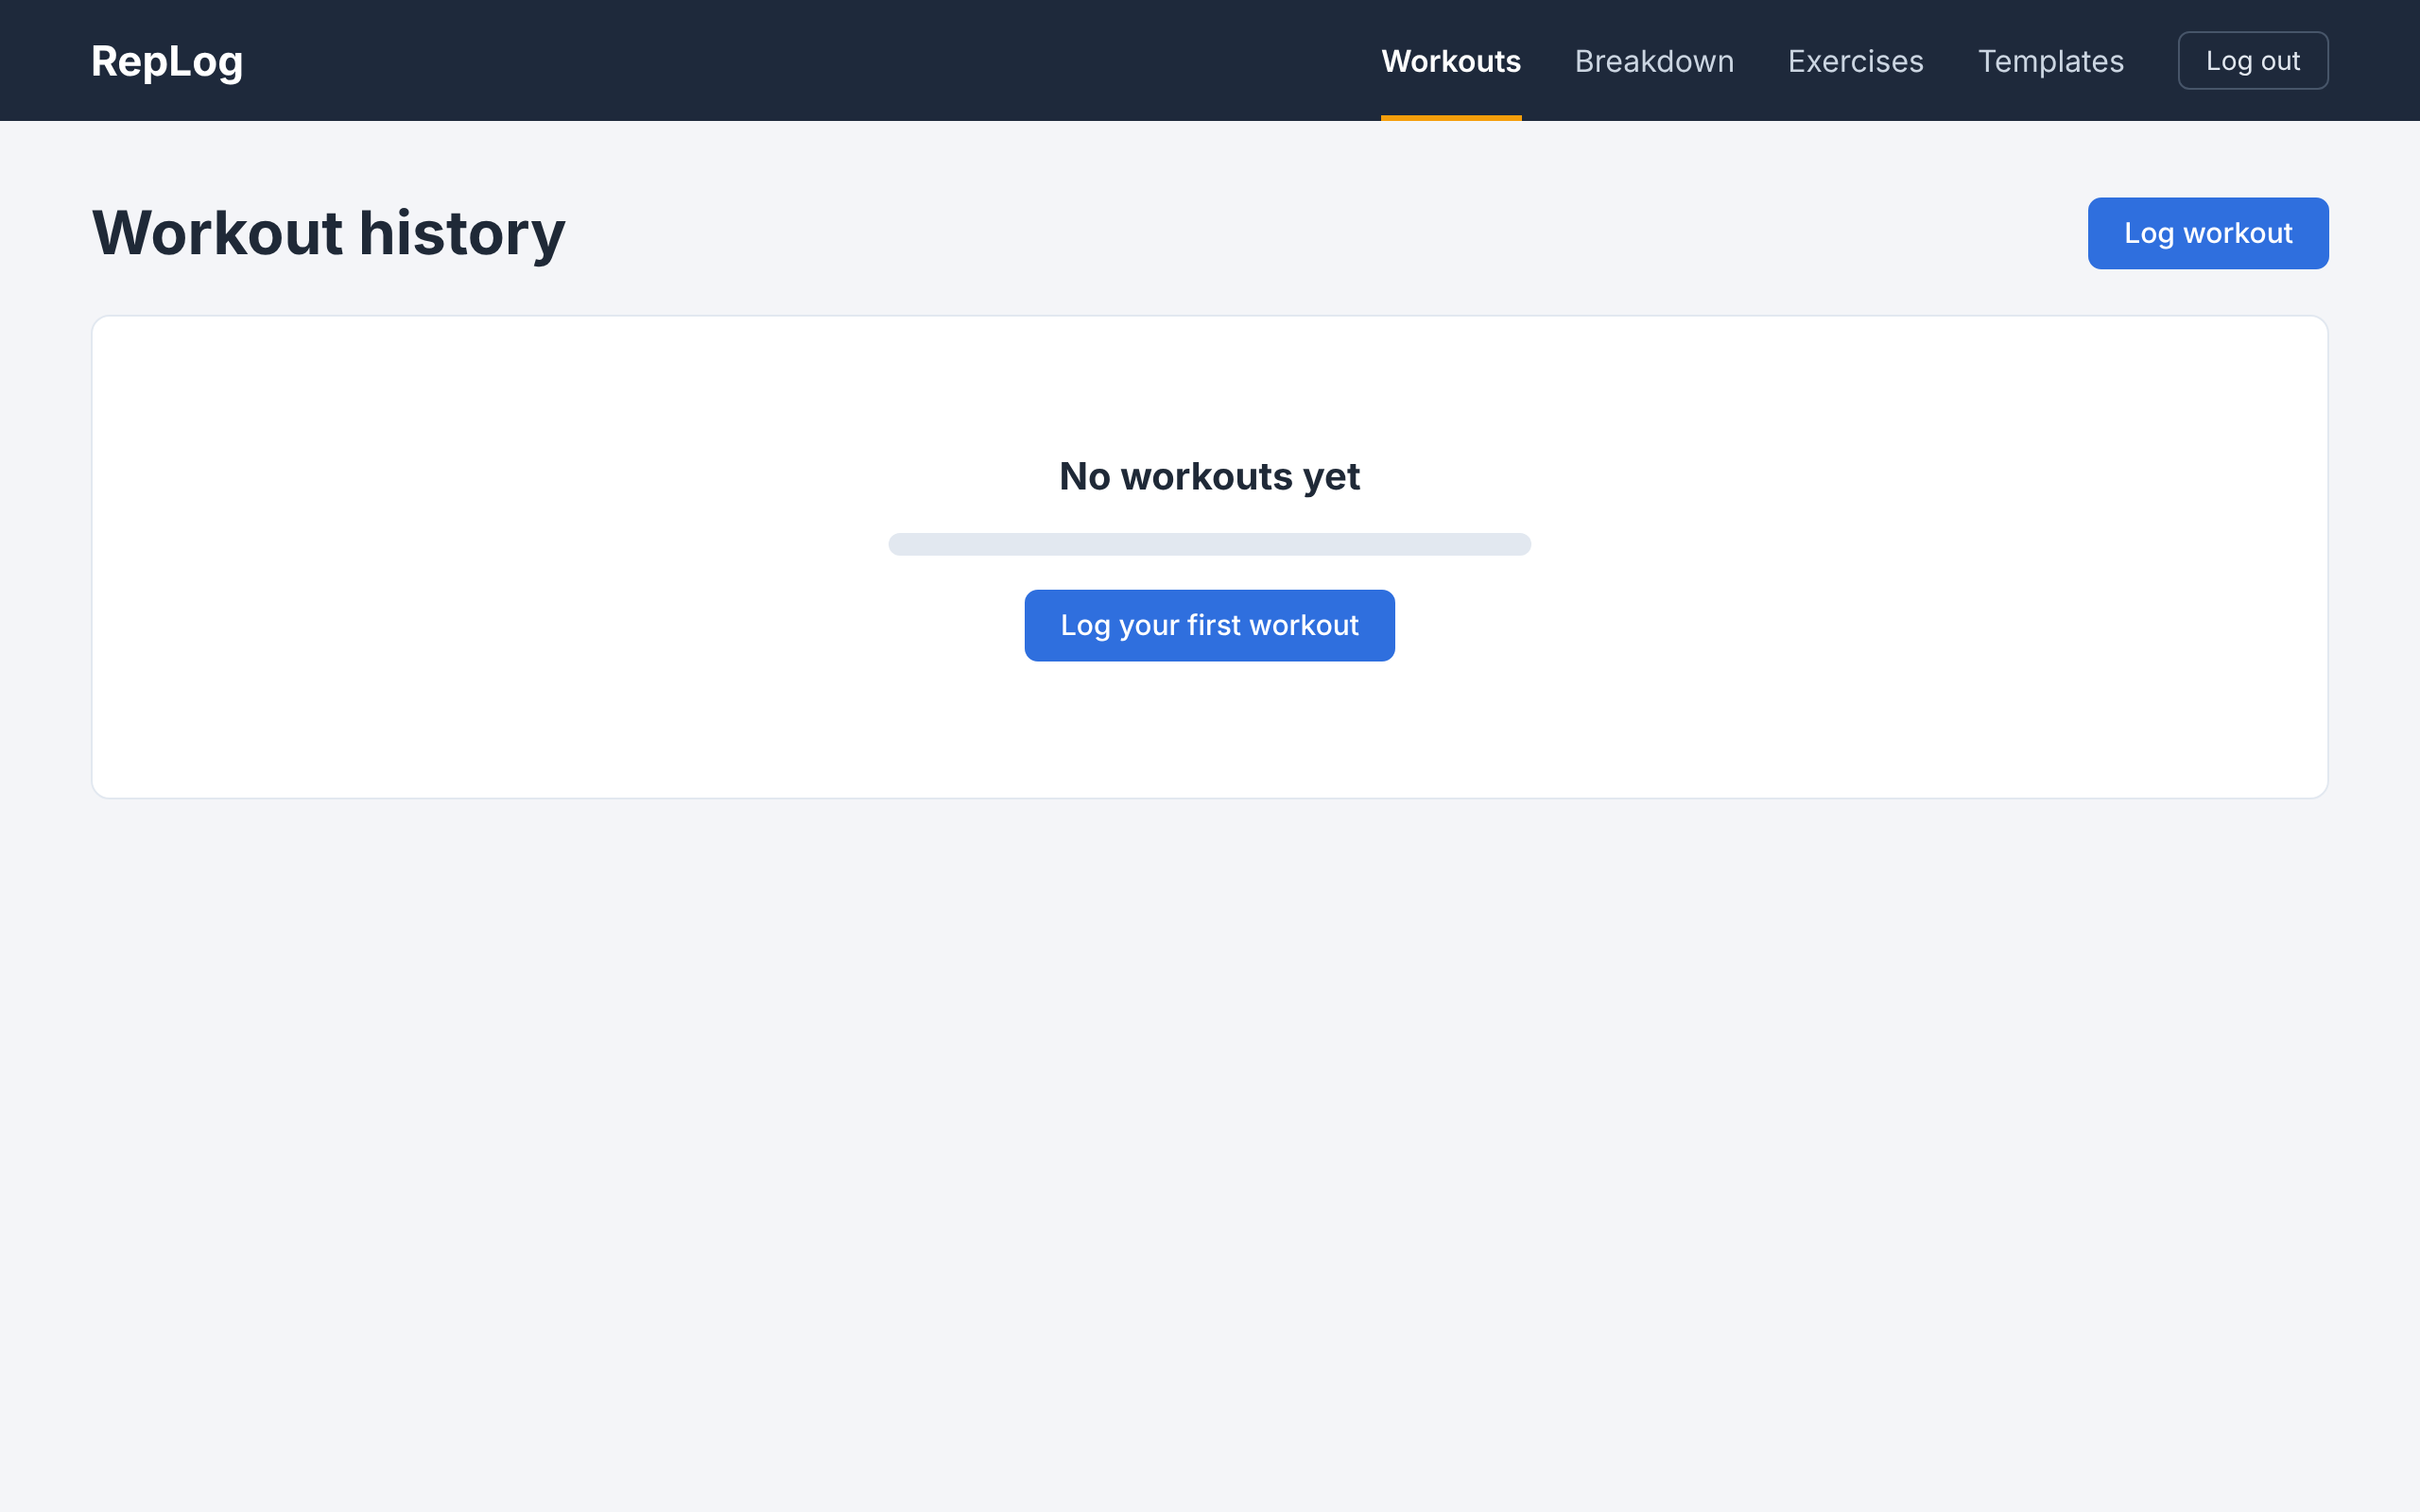 RepLog
Workouts Breakdown Exercises Templates Log out
Workout history
Log workout
No workouts yet
Log your first workout